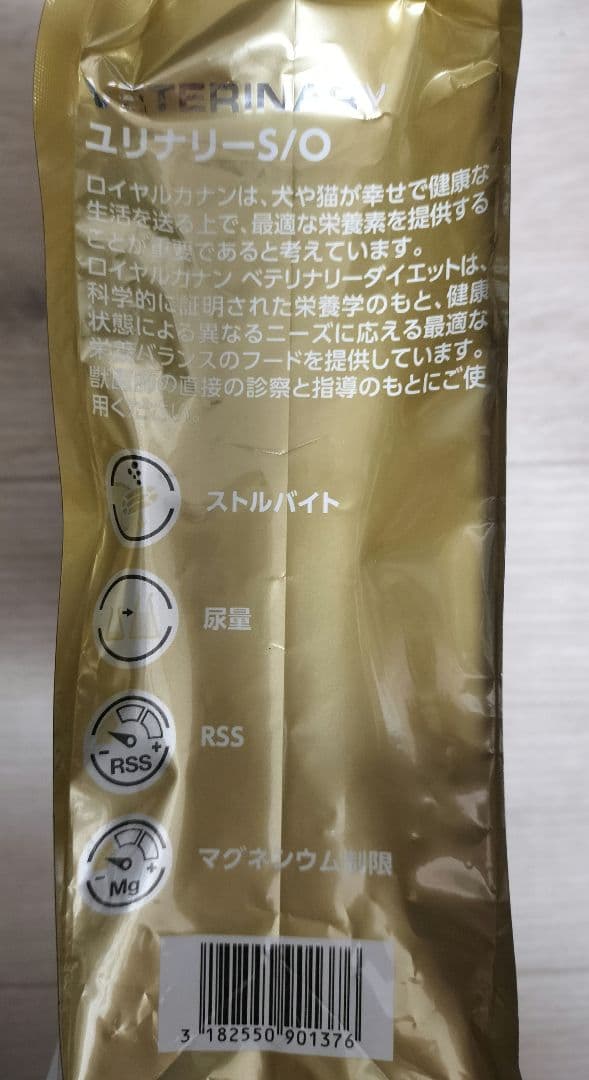 VETERINARY
ユリナリーS/O
ロイヤルカナンは、犬や猫が幸せで健康な
生活を送る上で、最適な栄養素を提供する
ことが重要であると考えています。
ロイヤルカナン ベテリナリーダイエットは、
科学的に証明された栄養学のもと、健康
状態による異なるニーズに応える最適な
栄養バランスのフードを提供しています。
獣医師の直接の診察と指導のもとにご使
用ください。
ストルバイト
尿量
RSS
- + RSS
マグネシウム制限
- + Mg
3 182550 901376